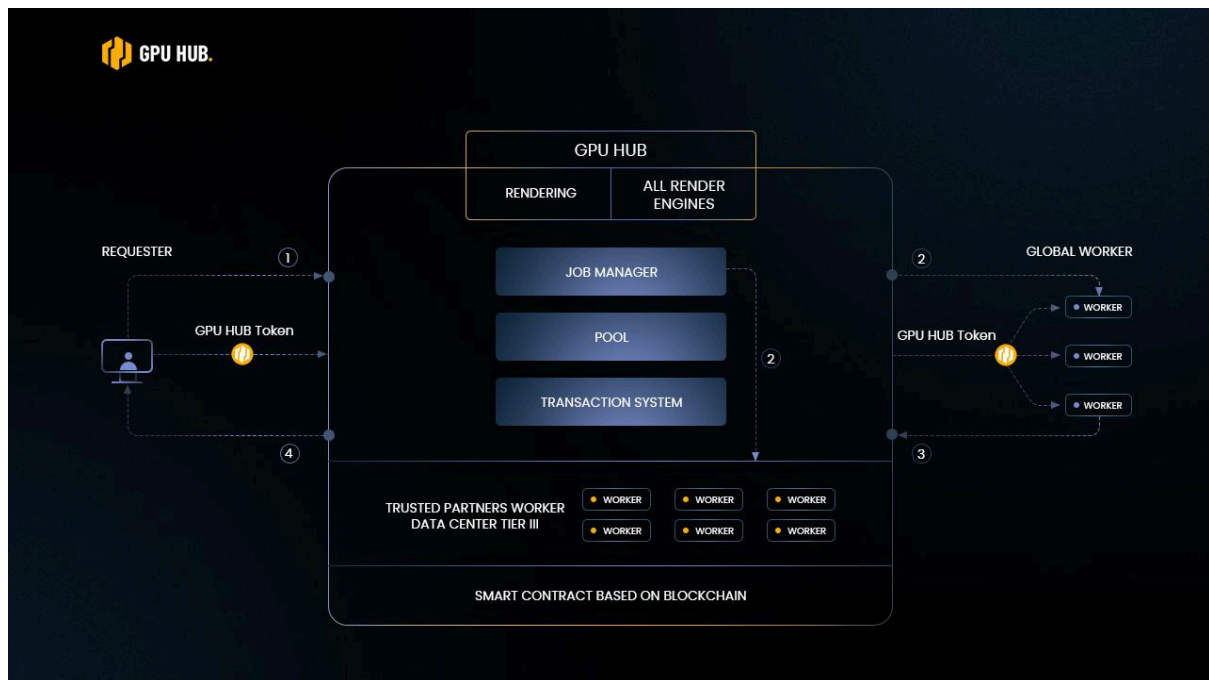 GPU HUB.
GPU HUB
RENDERING
ALL RENDER
ENGINES
REQUESTER
1
JOB MANAGER
2
GLOBAL WORKER
WORKER
GPU HUB Token
POOL
GPU HUB Token
WORKER
2
TRANSACTION SYSTEM
WORKER
4
3
TRUSTED PARTNERS WORKER
DATA CENTER TIER III
WORKER
WORKER
WORKER
WORKER
WORKER
WORKER
SMART CONTRACT BASED ON BLOCKCHAIN